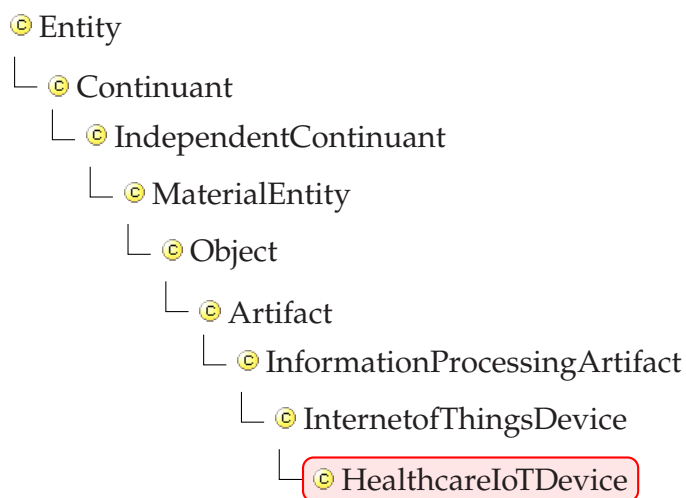 Entity
Continuant
IndependentContinuant
MaterialEntity
Object
Artifact
InformationProcessingArtifact
InternetofThingsDevice
HealthcareIoTDevice